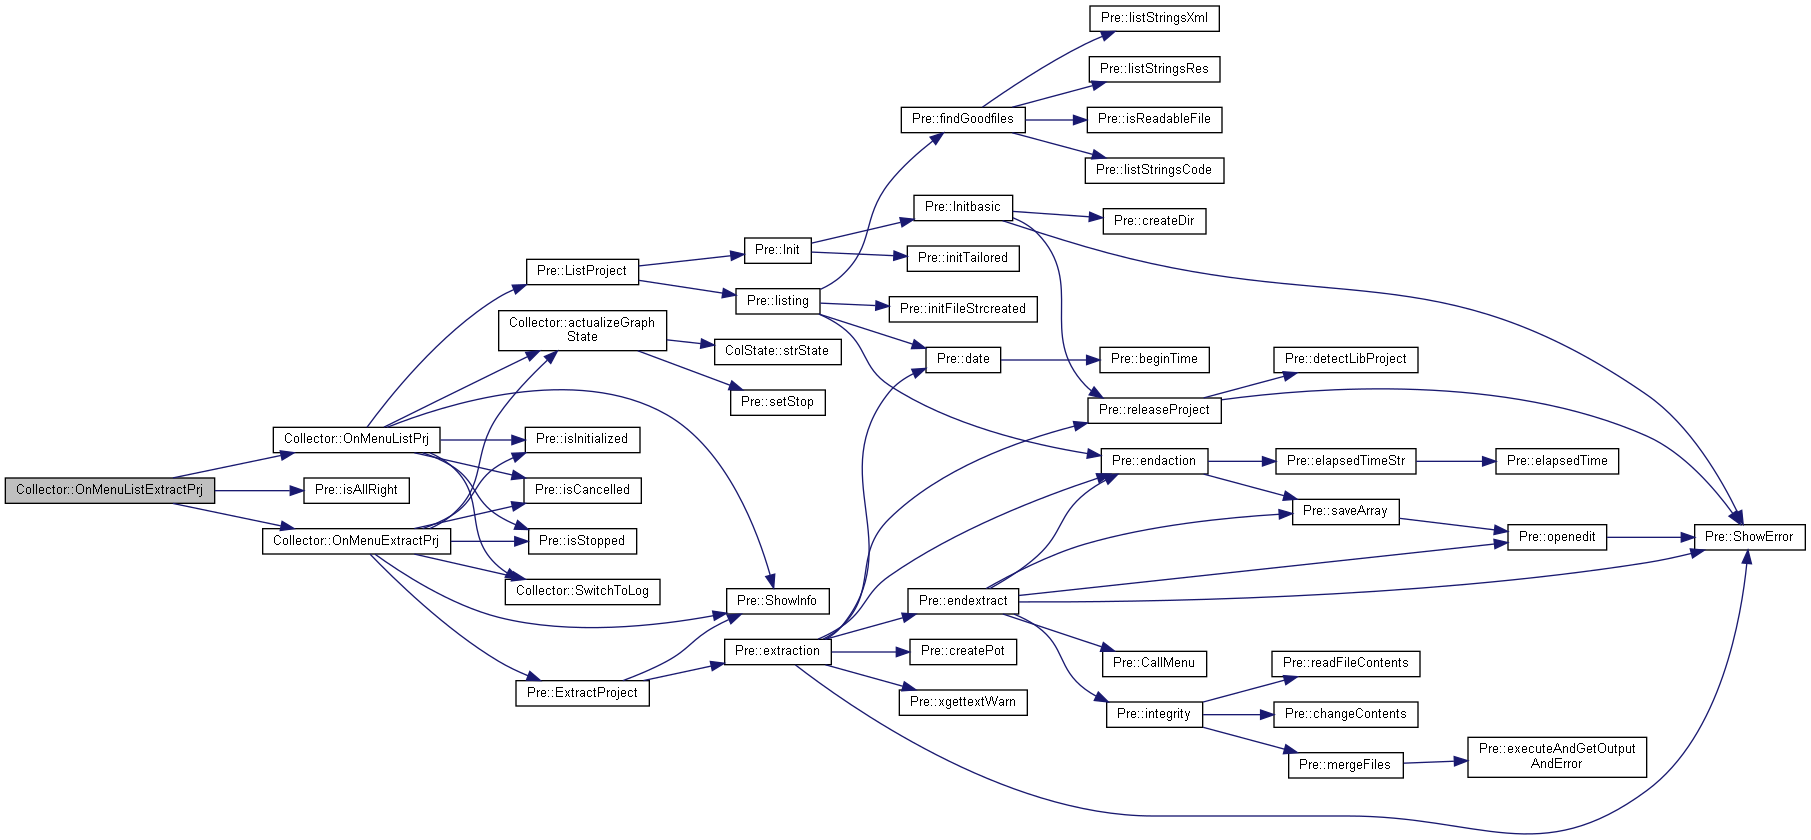 Pre::listStringsXml
Pre::listStringsRes
Pre::findGoodfiles
Pre::isReadableFile
Pre::listStringsCode
Pre::Initbasic
Pre::createDir
Pre::Init
Pre::initTailored
Pre::ListProject
Pre::listing
Pre::initFileStrcreated
Collector::actualizeGraph
State
ColState::strState
Pre::date
Pre::beginTime
Pre::detectLibProject
Pre::setStop
Pre::releaseProject
Collector::OnMenuListPrj
Pre::isInitialized
Pre::endaction
Pre::elapsedTimeStr
Pre::elapsedTime
Collector::OnMenuListExtractPrj
Pre::isAllRight
Pre::isCancelled
Pre::saveArray
Collector::OnMenuExtractPrj
Pre::isStopped
Pre::openedit
Pre::ShowError
Collector::SwitchToLog
Pre::ShowInfo
Pre::endextract
Pre::extraction
Pre::createPot
Pre::CallMenu
Pre::readFileContents
Pre::ExtractProject
Pre::xgettextWarn
Pre::integrity
Pre::changeContents
Pre::mergeFiles
Pre::executeAndGetOutput
AndError